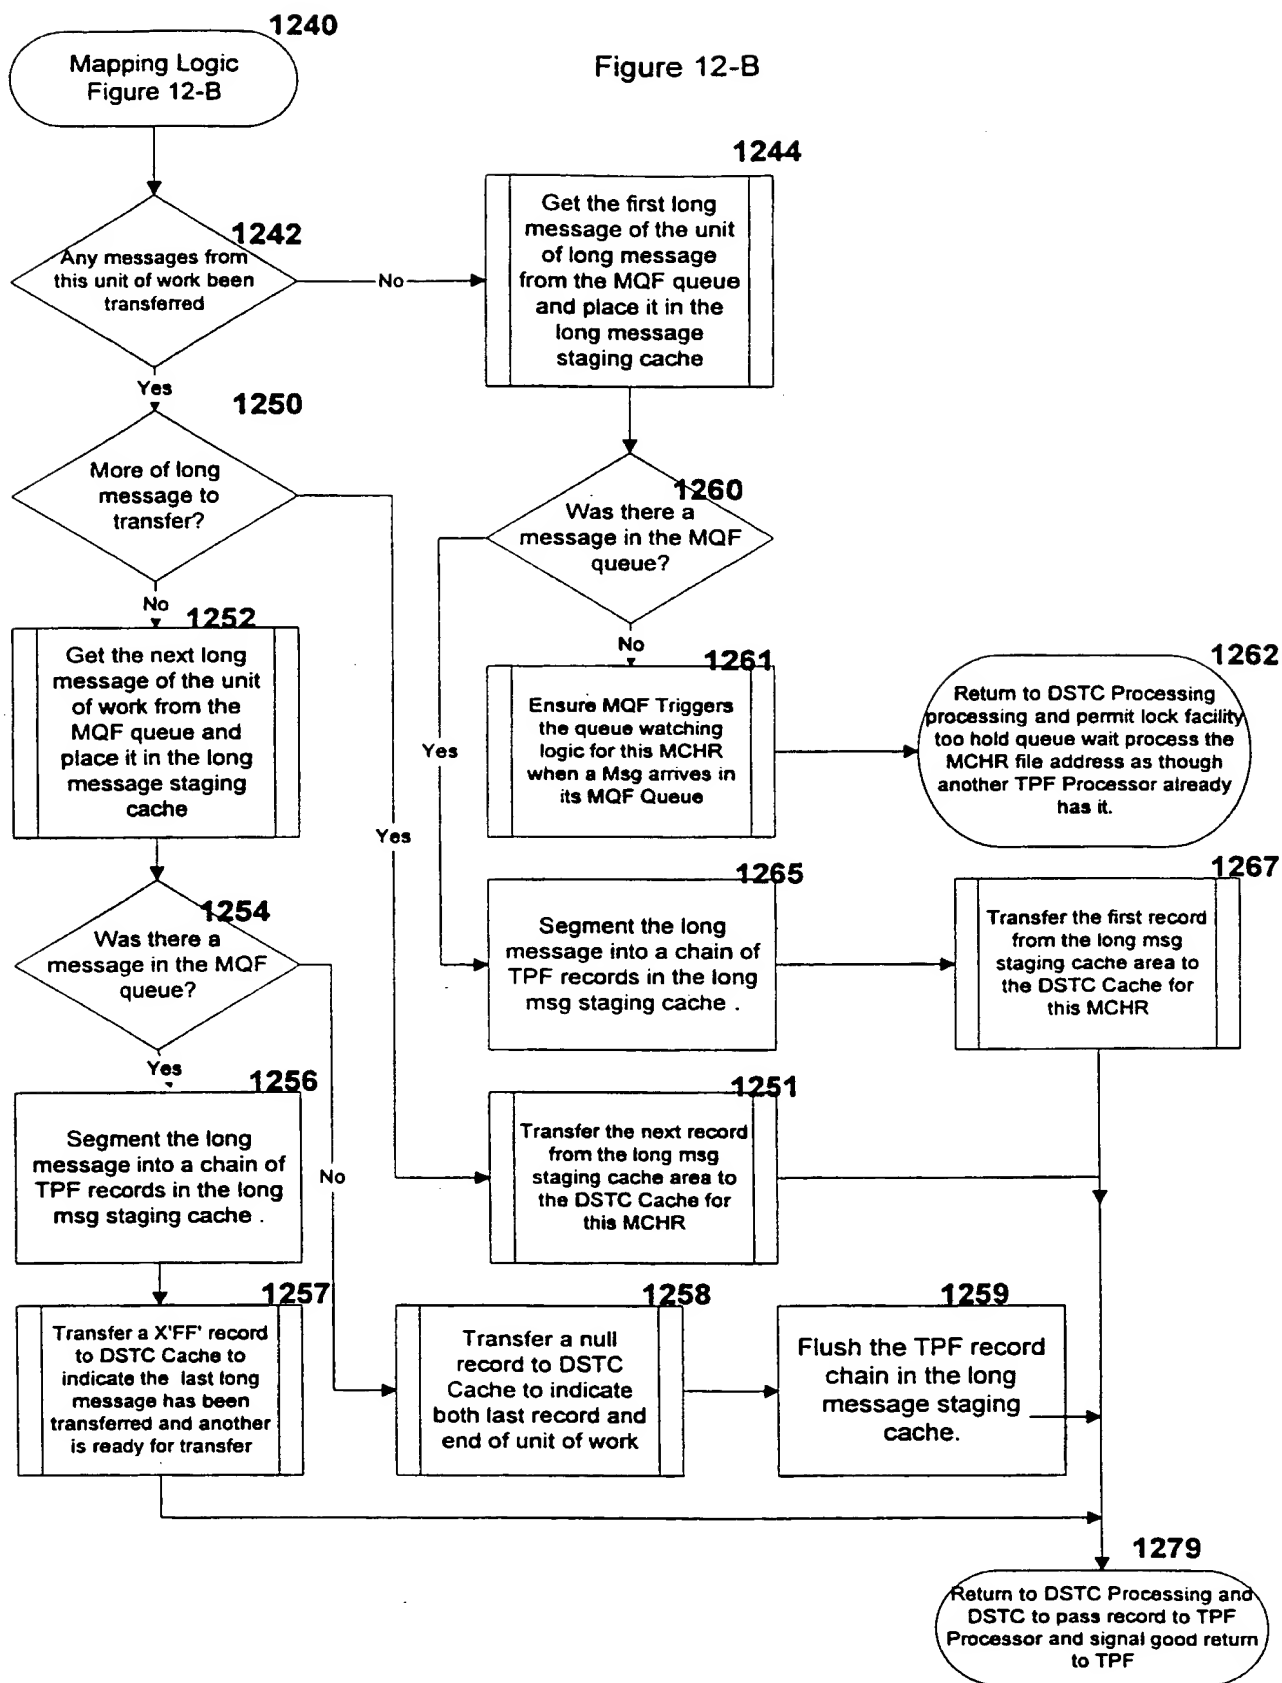 1240
Mapping Logic
Figure 12-B
Figure 12-B
1242
Any messages from
this unit of work been
transferred
No
Yes
1244
Get the first long
message of the unit
of long message
from the MQF queue
and place it in the
long message
staging cache
1250
More of long
message to
transfer?
No
Yes
1260
Was there a
message in the MQF
queue?
No
Yes
1252
Get the next long
message of the unit
of work from the
MQF queue and
place it in the long
message staging
cache
1261
Ensure MQF Triggers
the queue watching
logic for this MCHR
when a Msg arrives in
its MQF Queue
1262
Return to DSTC Processing
processing and permit lock facility
too hold queue wait process the
MCHR file address as though
another TPF Processor already
has it.
1254
Was there a
message in the MQF
queue?
Yes
No
1265
Segment the long
message into a chain of
TPF records in the long
msg staging cache .
1267
Transfer the first record
from the long msg
staging cache area to
the DSTC Cache for
this MCHR
1256
Segment the long
message into a chain of
TPF records in the long
msg staging cache .
1251
Transfer the next record
from the long msg
staging cache area to
the DSTC Cache for
this MCHR
1257
Transfer a X'FF' record
to DSTC Cache to
indicate the last long
message has been
transferred and another
is ready for transfer
1258
Transfer a null
record to DSTC
Cache to indicate
both last record and
end of unit of work
1259
Flush the TPF record
chain in the long
message staging
cache.
1279
Return to DSTC Processing and
DSTC to pass record to TPF
Processor and signal good return
to TPF